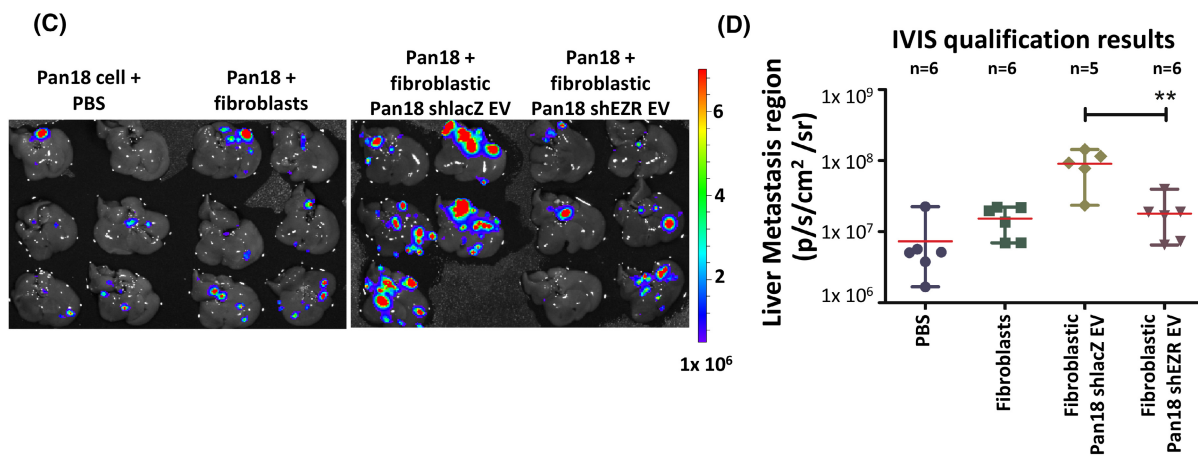 (C)
Pan18 cell +
PBS
Pan18 +
fibroblasts
Pan18 +
fibroblastic
Pan18 shlacZ EV
Pan18 +
fibroblastic
Pan18 shEZR EV
6
4
2
1x 10⁶
(D)
IVIS qualification results
n=6
n=6
n=5
n=6
**
Liver Metastasis region
(p/s/cm² /sr)
1x 10⁹
1x 10⁸
1x 10⁷
1x 10⁶
PBS
Fibroblasts
Fibroblastic
Pan18 shlacZ EV
Fibroblastic
Pan18 shEZR EV